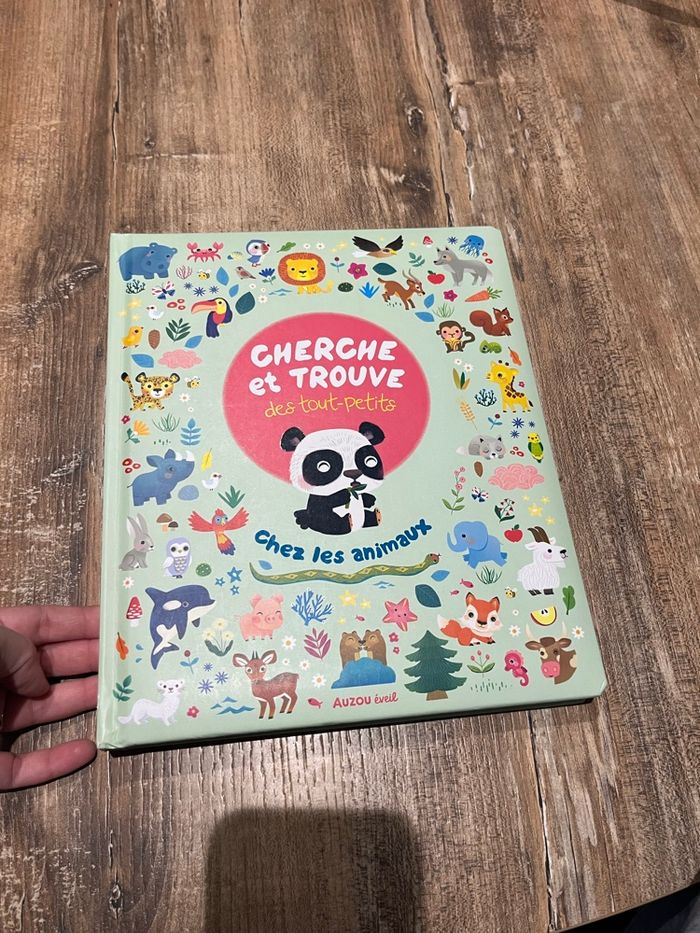 CHERCHE
et TROUVE
des tout-petits
Chez les animaux
AUZOU éveil